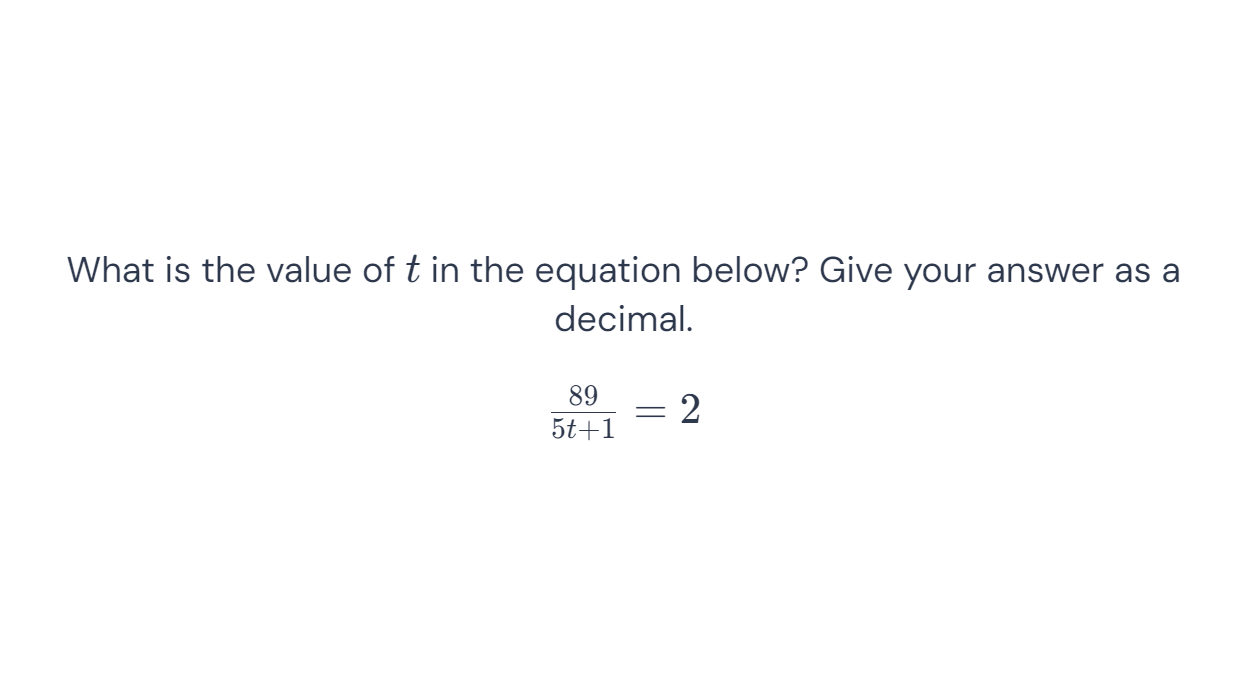 What is the value of t in the equation below? Give your answer as a
decimal.
\frac{89}{5t+1} = 2